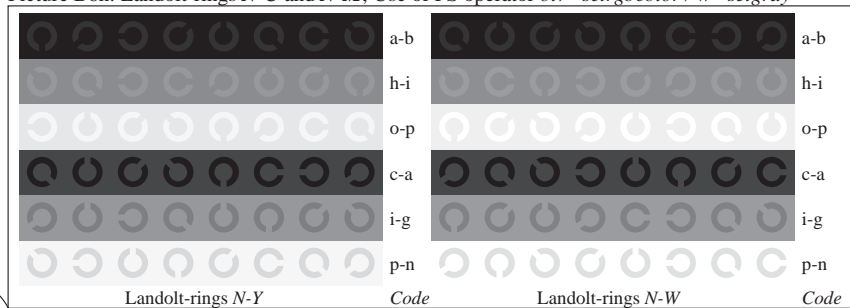 a-b a-b
h-i h-i
o-p o-p
c-a c-a
i-g i-g
p-n p-n
Landolt-rings N-Y Code Landolt-rings N-W Code